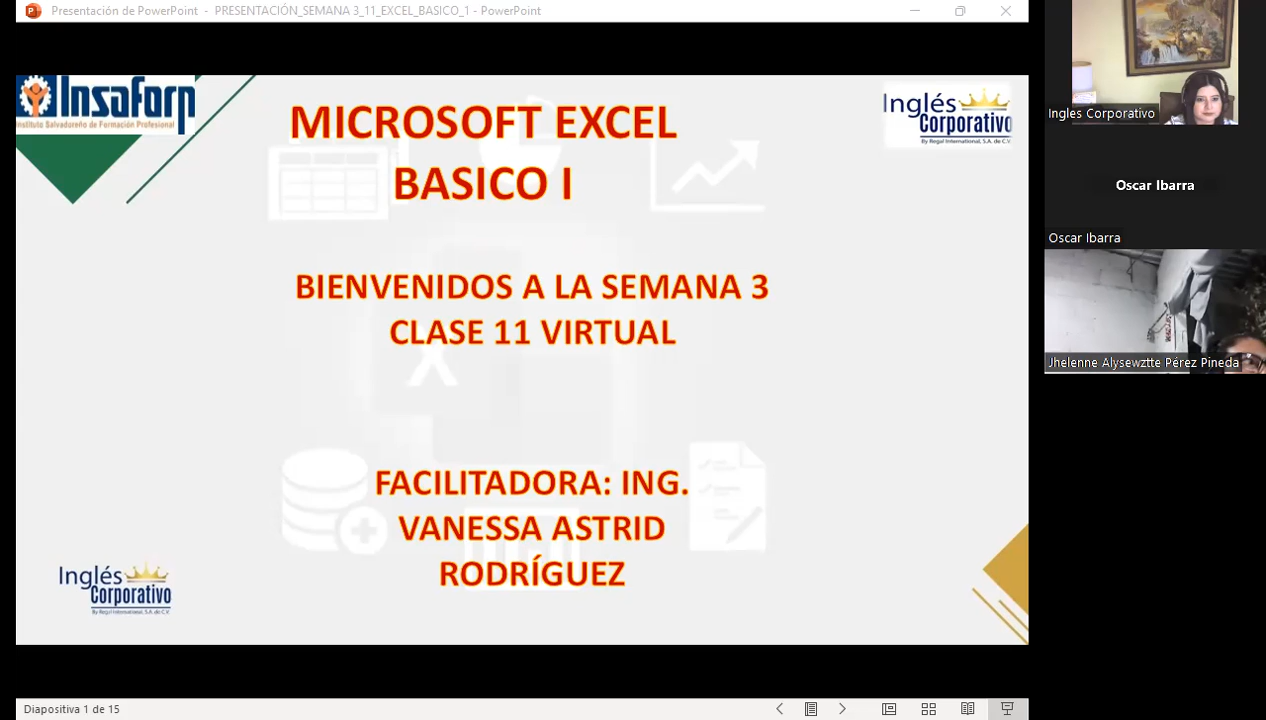 Presentación de PowerPoint - PRESENTACIÓN_SEMANA 3_11_EXCEL_BASICO_1 - PowerPoint
Insaforp
Instituto Salvadoreño de Formación Profesional
MICROSOFT EXCEL
BASICO I
Inglés
Corporativo
By Regal International, S.A. de C.V.
BIENVENIDOS A LA SEMANA 3
CLASE 11 VIRTUAL
FACILITADORA: ING.
VANESSA ASTRID
RODRÍGUEZ
Inglés
Corporativo
By Regal International, S.A. de C.V.
Diapositiva 1 de 15
Ingles Corporativo
Oscar Ibarra
Oscar Ibarra
Jhelenne Alysewztte Pérez Pineda